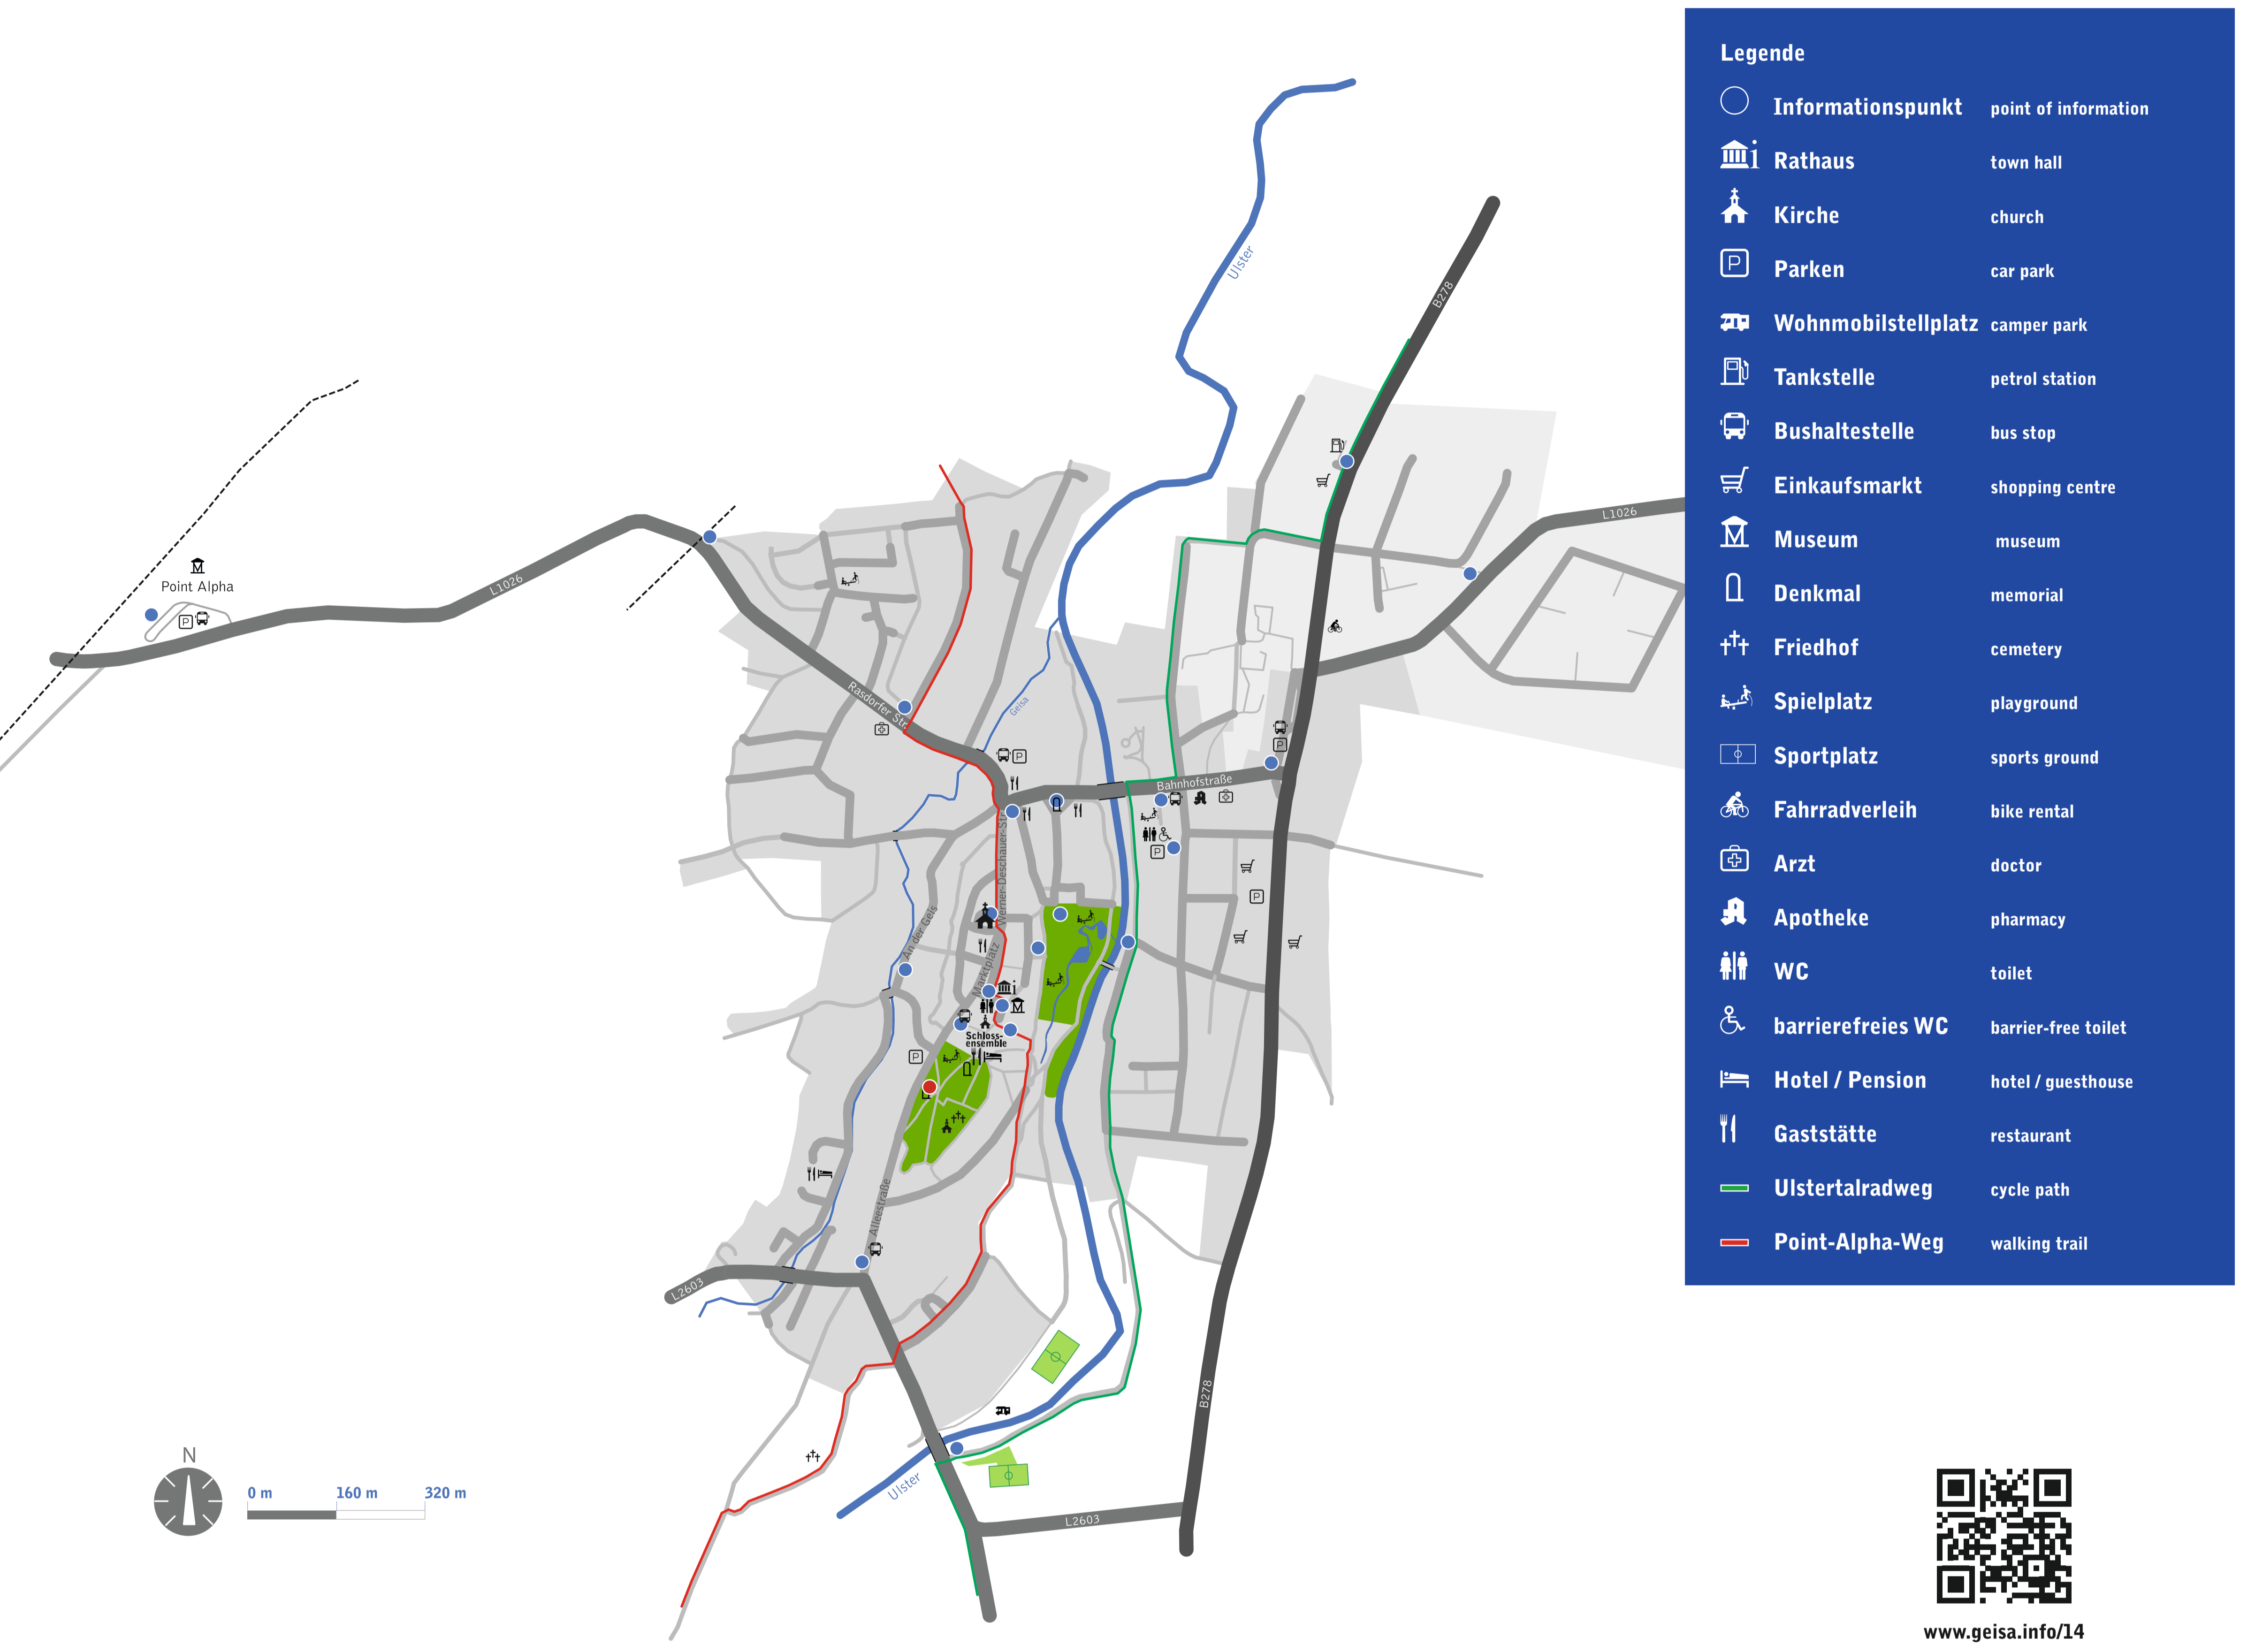 Legende
Informationspunkt point of information
i Rathaus town hall
Kirche church
P Parken car park
Wohnmobilstellplatz camper park
Tankstelle petrol station
Bushaltestelle bus stop
Einkaufsmarkt shopping centre
M Museum museum
Denkmal memorial
Friedhof cemetery
Spielplatz playground
Sportplatz sports ground
Fahrradverleih bike rental
Arzt doctor
Apotheke pharmacy
WC toilet
barrierefreies WC barrier-free toilet
Hotel / Pension hotel / guesthouse
Gaststätte restaurant
Ulstertalradweg cycle path
Point-Alpha-Weg walking trail
Ulster
B278
L1026
M
Point Alpha
P
L1026
Geisa
Rasdorfer Str.
P
P
Bahnhofstraße
Werner-Deschauer-Str.
P
P
An der Geis
Marktplatz
i
M
Schloss-
ensemble
P
Alleestraße
L2603
B278
Ulster
L2603
N
0 m 160 m 320 m
www.geisa.info/14